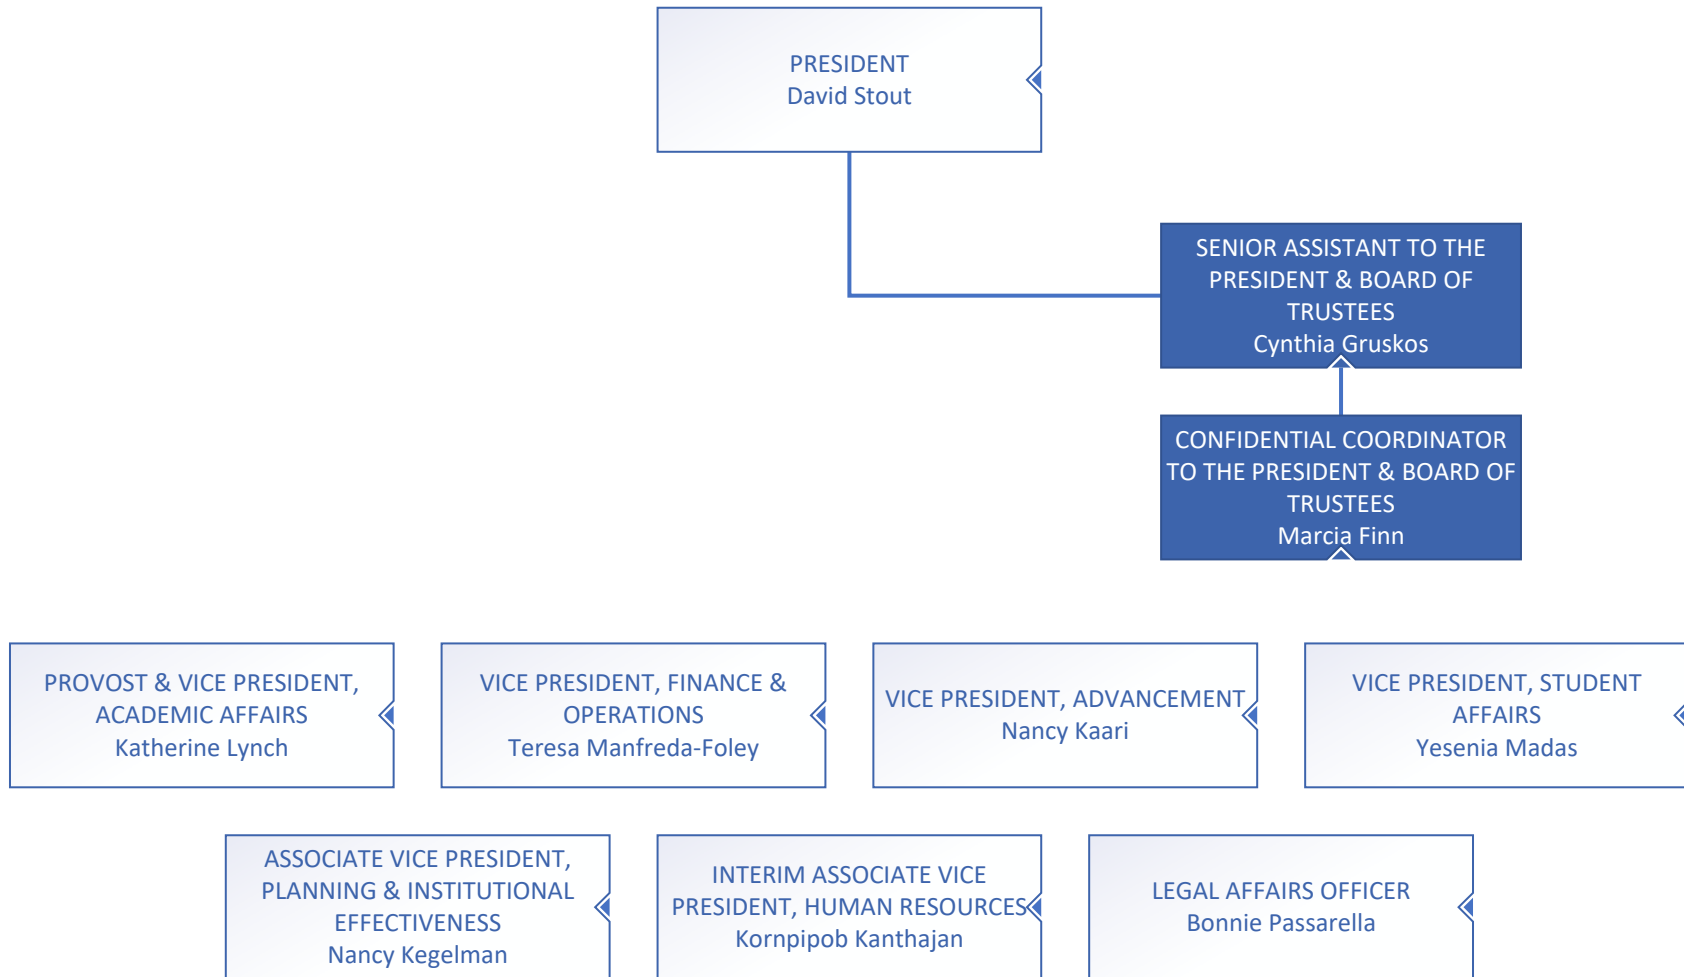 PRESIDENT
David Stout
SENIOR ASSISTANT TO THE
PRESIDENT & BOARD OF
TRUSTEES
Cynthia Gruskos
CONFIDENTIAL COORDINATOR
TO THE PRESIDENT & BOARD OF
TRUSTEES
Marcia Finn
PROVOST & VICE PRESIDENT,
ACADEMIC AFFAIRS
Katherine Lynch
VICE PRESIDENT, FINANCE &
OPERATIONS
Teresa Manfreda-Foley
VICE PRESIDENT, ADVANCEMENT
Nancy Kaari
VICE PRESIDENT, STUDENT
AFFAIRS
Yesenia Madas
ASSOCIATE VICE PRESIDENT,
PLANNING & INSTITUTIONAL
EFFECTIVENESS
Nancy Kegelman
INTERIM ASSOCIATE VICE
PRESIDENT, HUMAN RESOURCES
Kornpipob Kanthajan
LEGAL AFFAIRS OFFICER
Bonnie Passarella